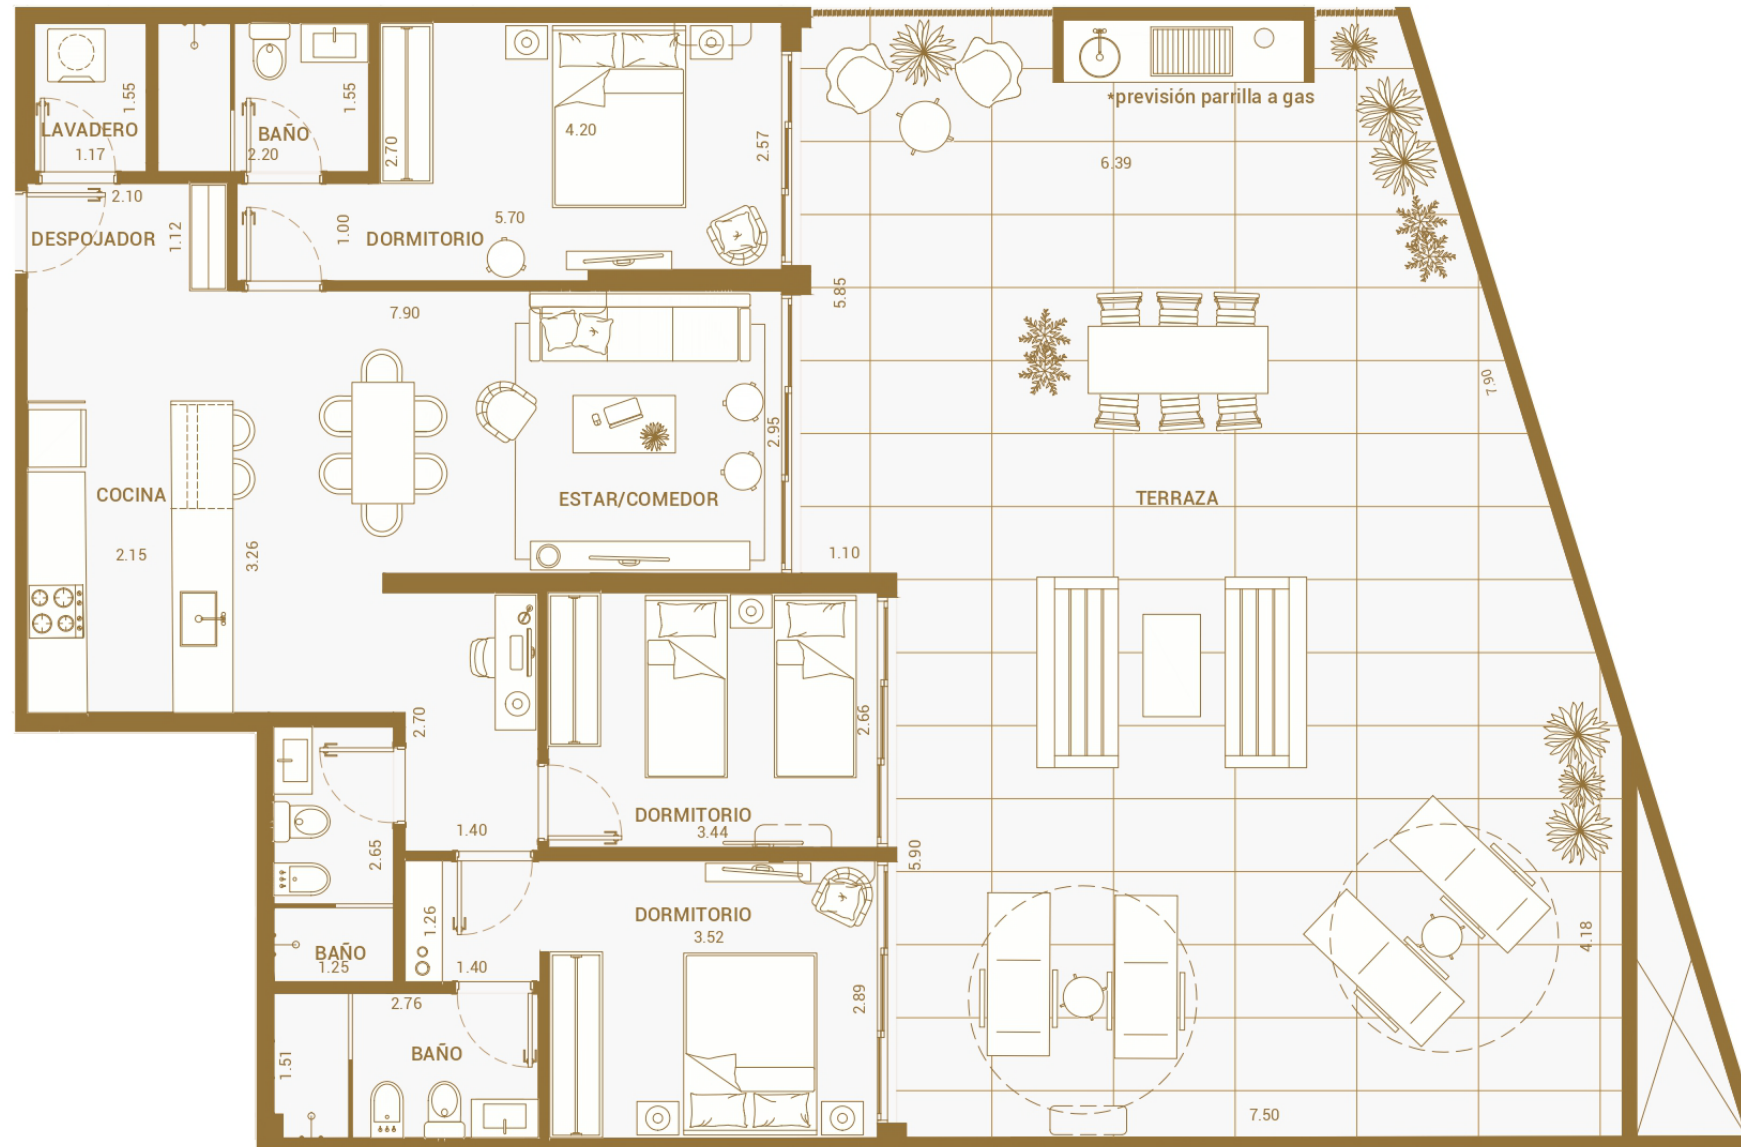 1.55
LAVADERO
1.17
1.55
BAÑO
2.20
2.70
4.20
2.57
*previsión parrilla a gas
6.39
2.10
DESPOJADOR
1.12
1.00
DORMITORIO
5.70
5.85
7.90
7.90
2.95
COCINA
ESTAR/COMEDOR
TERRAZA
2.15
3.26
1.10
2.70
2.66
DORMITORIO
3.44
1.40
2.65
5.90
DORMITORIO
3.52
1.26
4.18
BAÑO
1.25
1.40
2.76
2.89
BAÑO
1.51
7.50